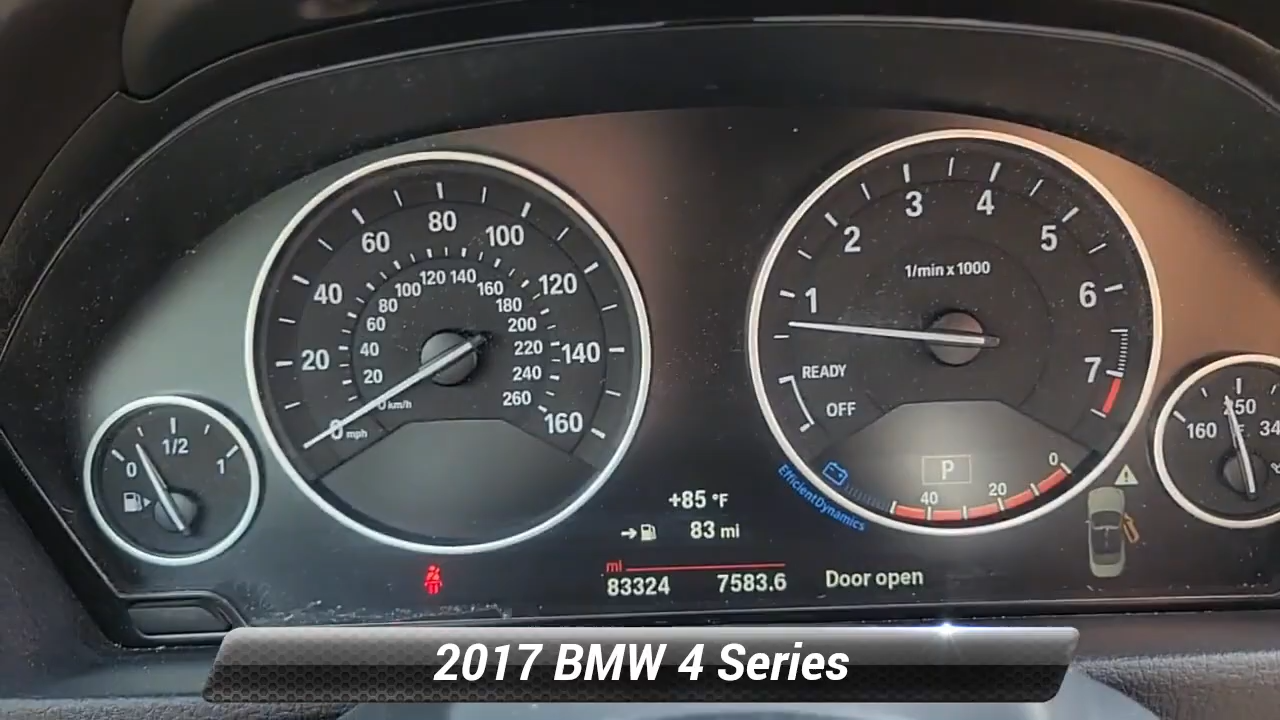 0 1/2 1
0 mph 20 40 60 80 100 120 140 160
0 km/h 20 40 60 80 100 120 140 160 180 200 220 240 260
1 2 3 4 5 6 7
1/min x 1000
READY
OFF
P
EfficientDynamics
40 20 0
160 250
°F
+85 °F
83 mi
mi
83324 7583.6 Door open
2017 BMW 4 Series